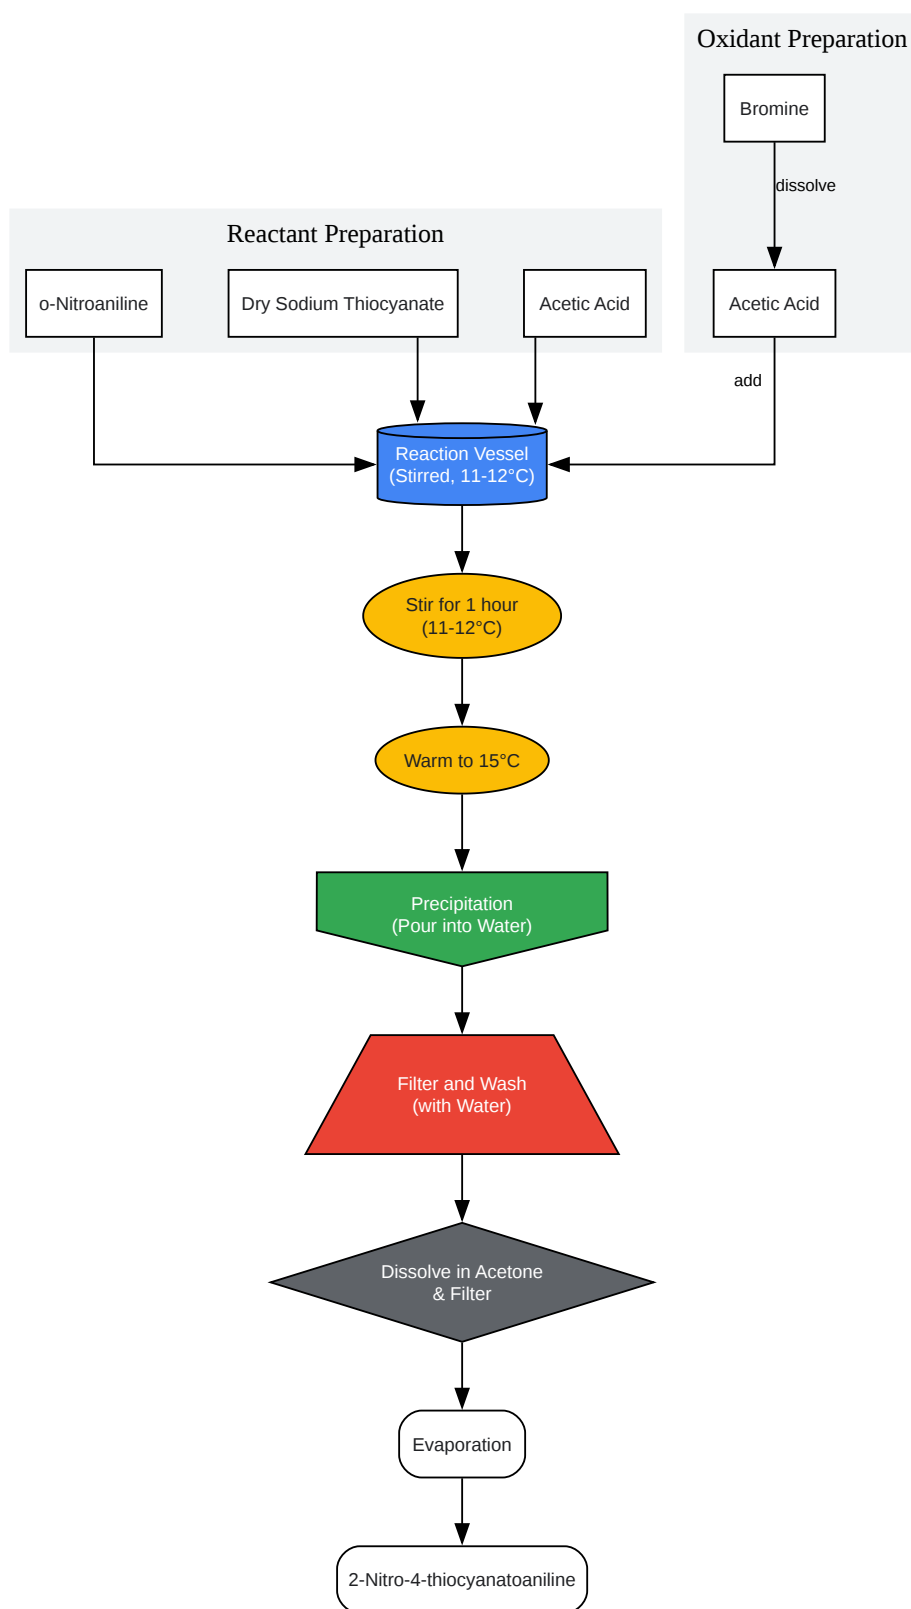 Oxidant Preparation
Bromine
dissolve
Reactant Preparation
o-Nitroaniline
Dry Sodium Thiocyanate
Acetic Acid
Acetic Acid
add
Reaction Vessel
(Stirred, 11-12°C)
Stir for 1 hour
(11-12°C)
Warm to 15°C
Precipitation
(Pour into Water)
Filter and Wash
(with Water)
Dissolve in Acetone
& Filter
Evaporation
2-Nitro-4-thiocyanatoaniline